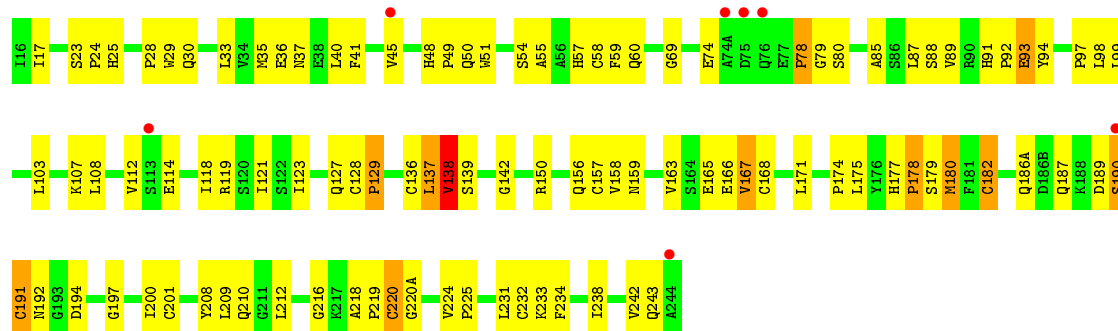 I16 I17 S23 P24 H25 P28 W29 Q30 L33 V34 M35 E36 N37 E38 L40 F41 V45 H48 P49 Q50 W51 S54 A55 A56 H57 C58 F59 Q60 G69 E74 A74A D75 Q76 E77 P78 G79 S80 A85 S86 L87 S88 V89 R90 H91 P92 E93 Y94 P97 L98 L99
L103 K107 L108 V112 S113 E114 I118 R119 S120 I121 S122 I123 Q127 C128 P129 C136 L137 V138 S139 G142 R150 Q156 C157 V158 N159 V163 S164 E165 E166 V167 C168 L171 P174 L175 Y176 H177 P178 S179 M180 F181 C182 Q186A D186B Q187 K188 D189 S190
C191 N192 G193 D194 G197 I200 C201 Y208 L209 Q210 G211 L212 G216 K217 A218 P219 C220 G220A V224 P225 L231 C232 K233 F234 I238 V242 Q243 A244